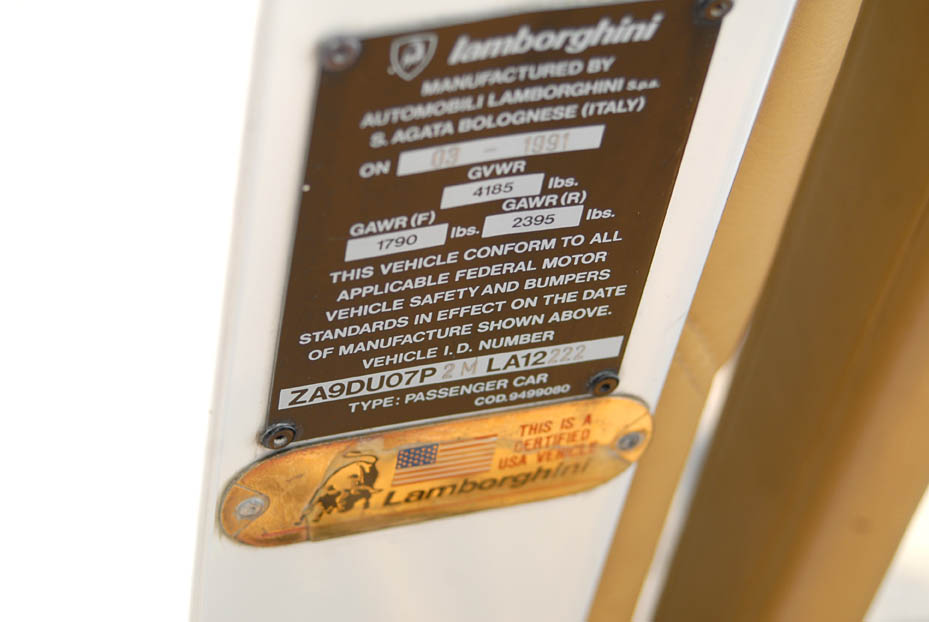 lamborghini
MANUFACTURED BY
AUTOMOBILI LAMBORGHINI S.p.a.
S. AGATA BOLOGNESE (ITALY)
ON 03 - 1991
GVWR
4185 lbs.
GAWR (F) GAWR (R)
1790 lbs. 2395 lbs.
THIS VEHICLE CONFORM TO ALL
APPLICABLE FEDERAL MOTOR
VEHICLE SAFETY AND BUMPERS
STANDARDS IN EFFECT ON THE DATE
OF MANUFACTURE SHOWN ABOVE.
VEHICLE I.D. NUMBER
ZA9DU07P 2M LA12222
TYPE: PASSENGER CAR
COD.9499080
THIS IS A
CERTIFIED
USA VEHICLE
Lamborghini